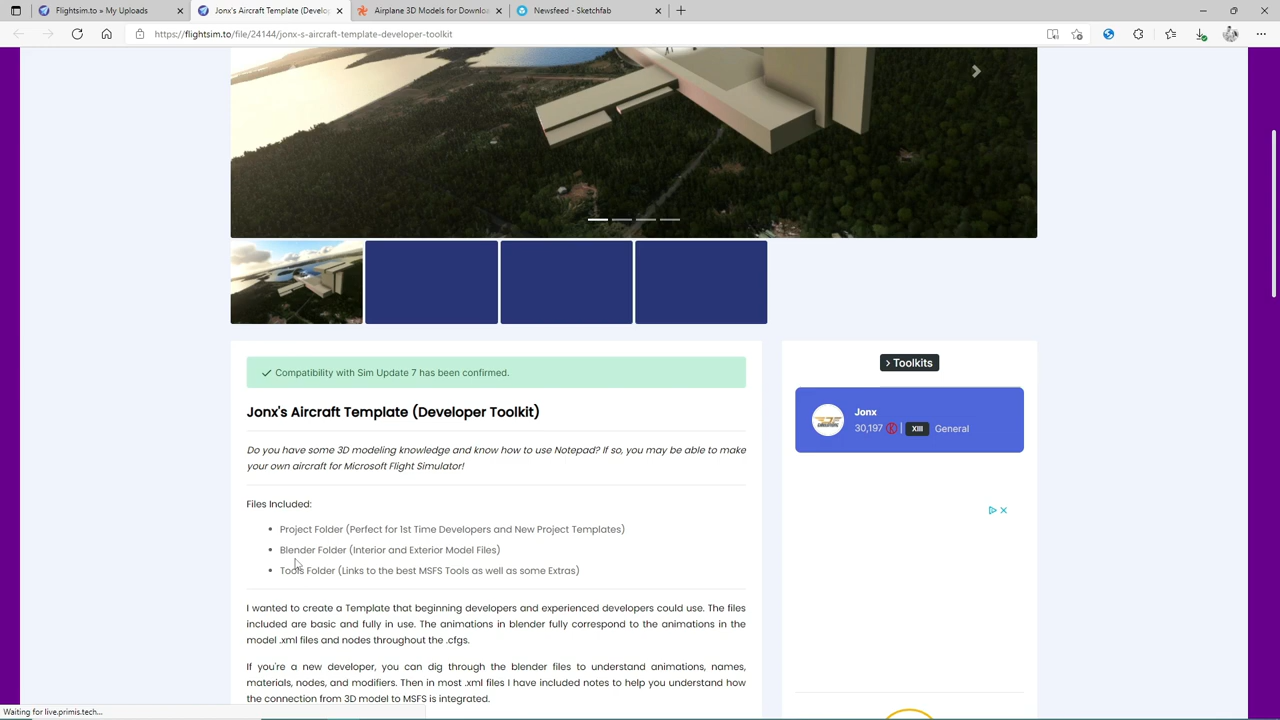 Flightsim.to » My Uploads
Jonx's Aircraft Template (Develop
Airplane 3D Models for Downlo
Newsfeed - Sketchfab
https://flightsim.to/file/24144/jonx-s-aircraft-template-developer-toolkit
Compatibility with Sim Update 7 has been confirmed.
Jonx's Aircraft Template (Developer Toolkit)
Do you have some 3D modeling knowledge and know how to use Notepad? If so, you may be able to make
your own aircraft for Microsoft Flight Simulator!
Files Included:
• Project Folder (Perfect for 1st Time Developers and New Project Templates)
• Blender Folder (Interior and Exterior Model Files)
• Tools Folder (Links to the best MSFS Tools as well as some Extras)
I wanted to create a Template that beginning developers and experienced developers could use. The files
included are basic and fully in use. The animations in blender fully correspond to the animations in the
model .xml files and nodes throughout the .cfgs.
If you're a new developer, you can dig through the blender files to understand animations, names,
materials, nodes, and modifiers. Then in most .xml files I have included notes to help you understand how
the connection from 3D model to MSFS is integrated.
> Toolkits
Jonx
30,197 | XIII General
Waiting for live.primis.tech...